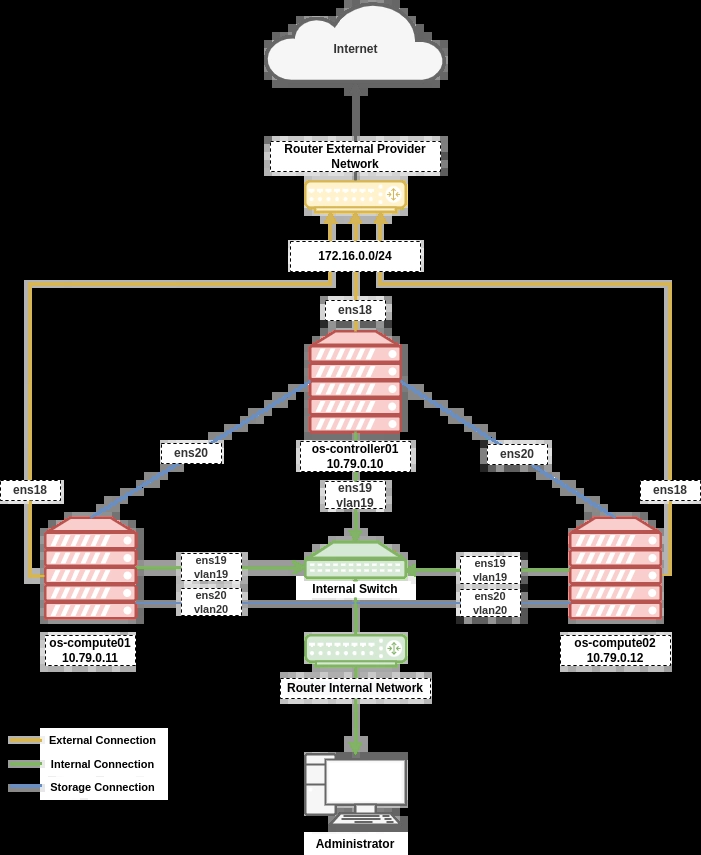 Internet
Router External Provider
Network
172.16.0.0/24
ens18
os-controller01
10.79.0.10
ens20
ens20
ens19
vlan19
ens18
ens18
ens19
vlan19
ens19
vlan19
Internal Switch
ens20
vlan20
ens20
vlan20
os-compute01
10.79.0.11
os-compute02
10.79.0.12
Router Internal Network
External Connection
Internal Connection
Storage Connection
Administrator